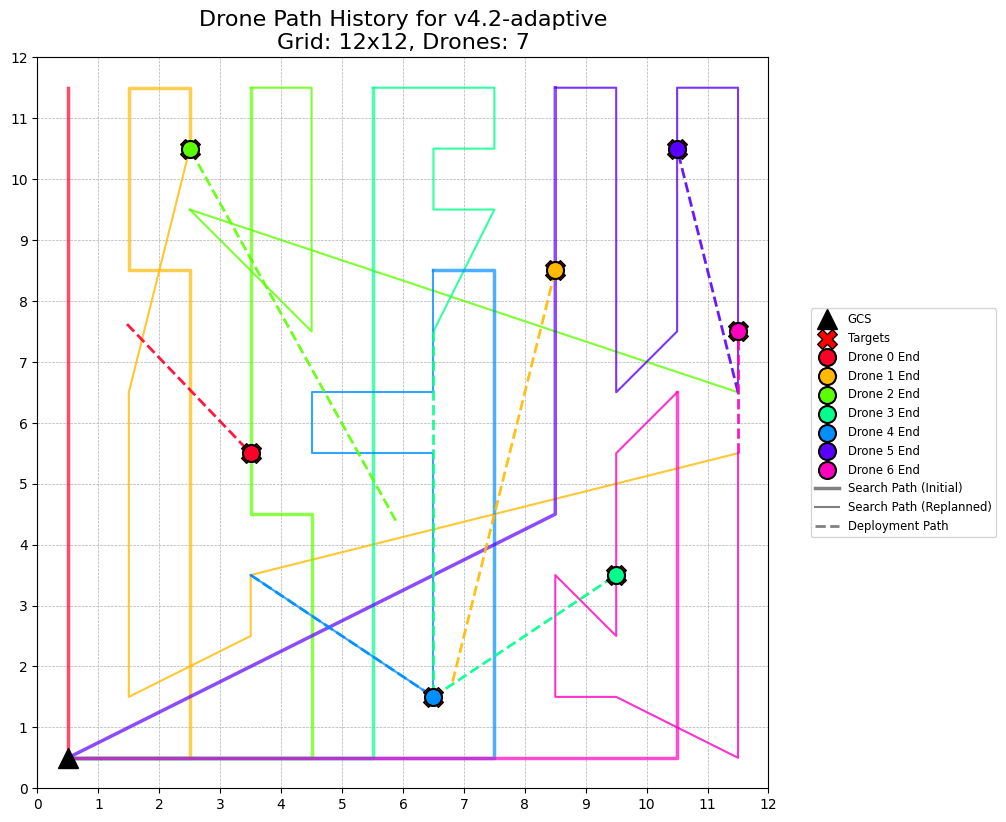 Drone Path History for v4.2-adaptive
Grid: 12x12, Drones: 7
12
11
10
9
8
7
6
5
4
3
2
1
0
0 1 2 3 4 5 6 7 8 9 10 11 12
GCS
Targets
Drone 0 End
Drone 1 End
Drone 2 End
Drone 3 End
Drone 4 End
Drone 5 End
Drone 6 End
Search Path (Initial)
Search Path (Replanned)
Deployment Path